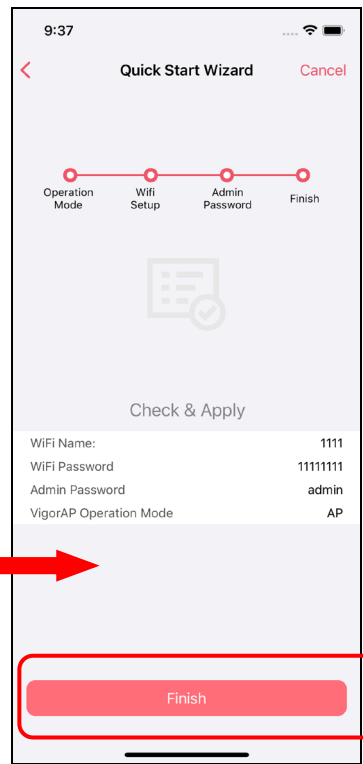 9:37
Quick Start Wizard Cancel
Operation Mode
Wifi Setup
Admin Password
Finish
Check & Apply
WiFi Name: 1111
WiFi Password 11111111
Admin Password admin
VigorAP Operation Mode AP
Finish